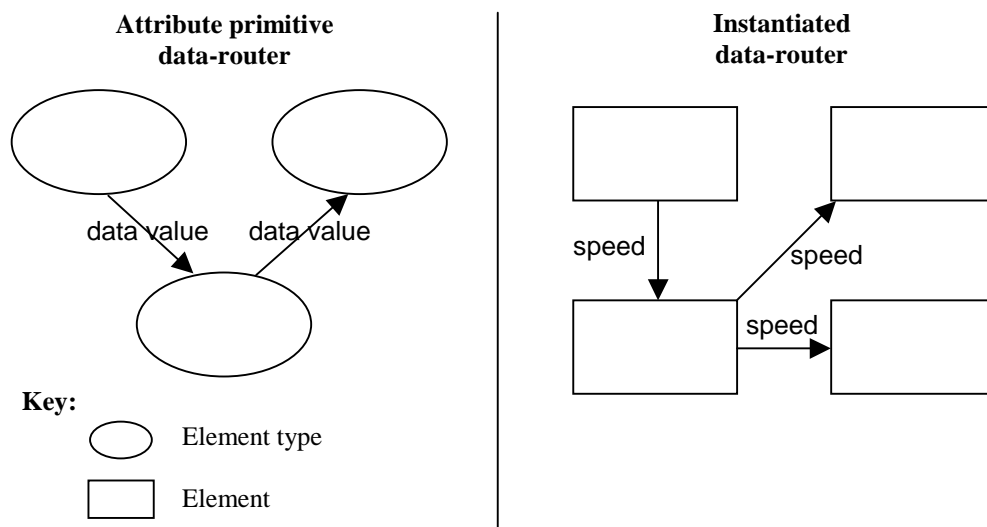 Attribute primitive
data-router
data value
data value
Key:
Element type
Element
Instantiated
data-router
speed
speed
speed